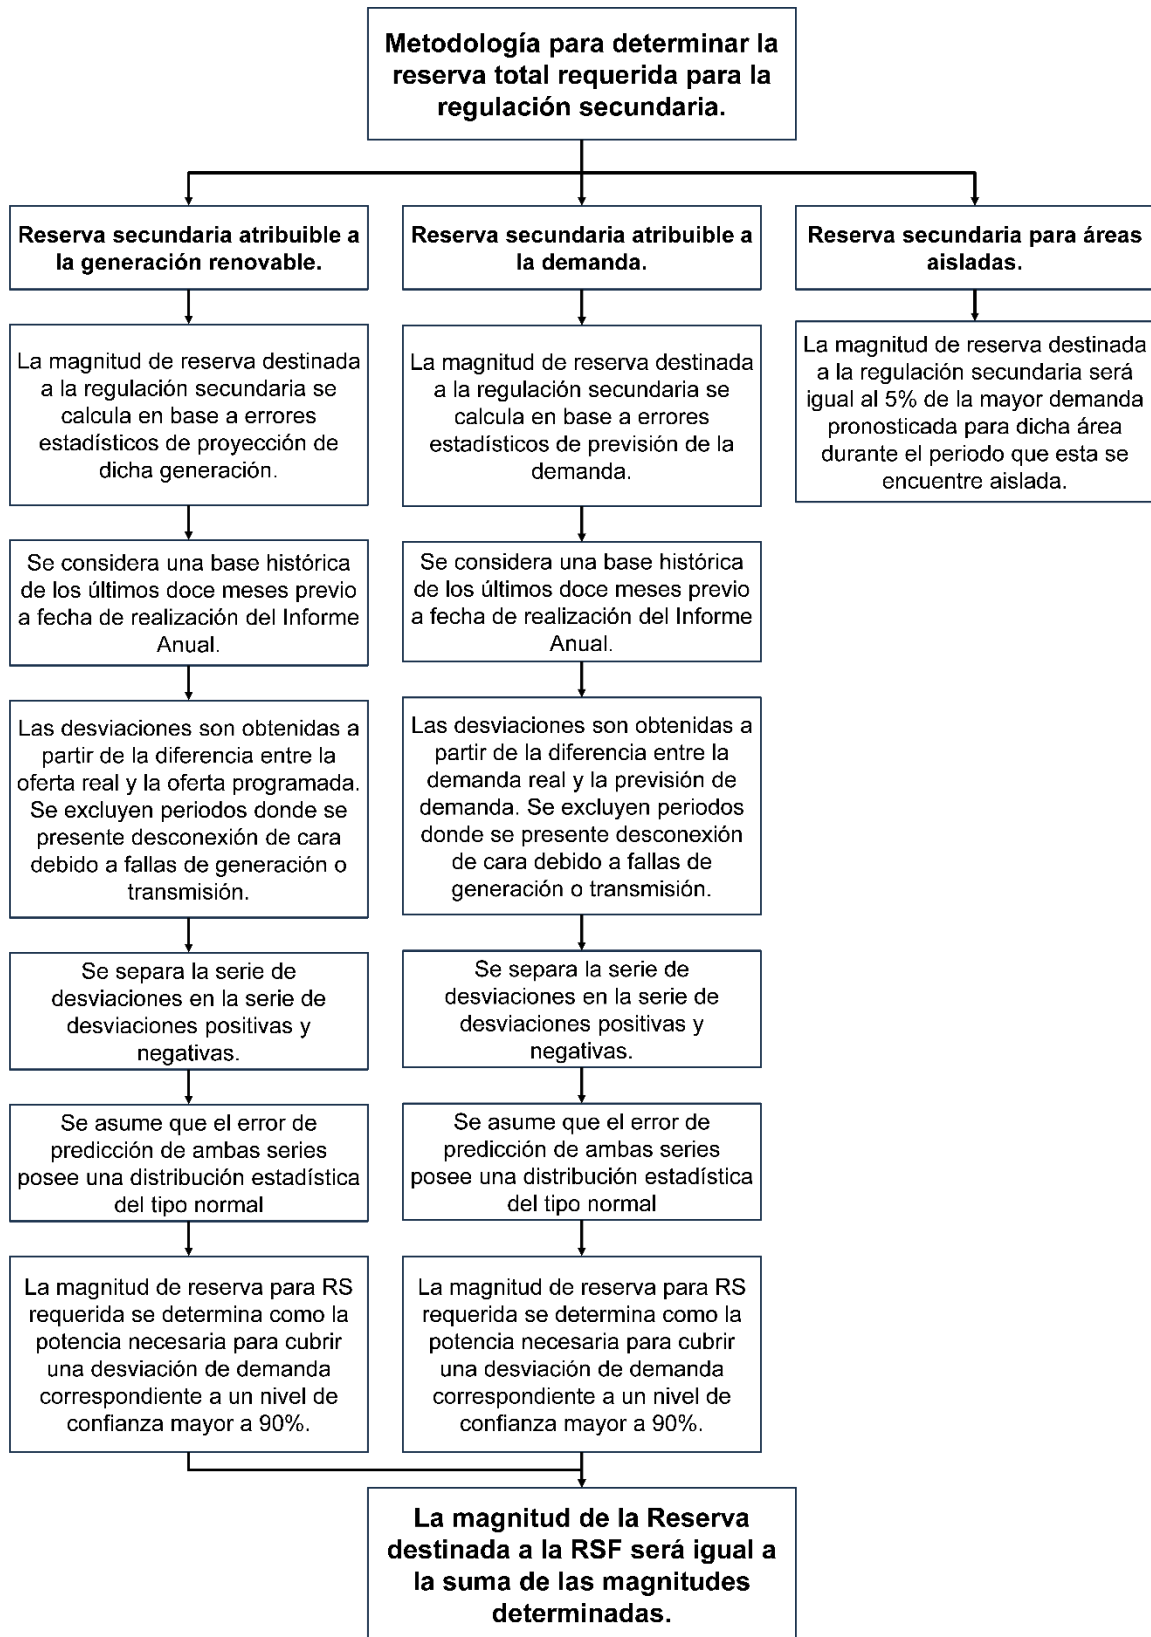 Metodología para determinar la
reserva total requerida para la
regulación secundaria.
Reserva secundaria atribuible a
la generación renovable.
La magnitud de reserva destinada
a la regulación secundaria se
calcula en base a errores
estadísticos de proyección de
dicha generación.
Se considera una base histórica
de los últimos doce meses previo
a fecha de realización del Informe
Anual.
Las desviaciones son obtenidas a
partir de la diferencia entre la
oferta real y la oferta programada.
Se excluyen periodos donde se
presente desconexión de cara
debido a fallas de generación o
transmisión.
Se separa la serie de
desviaciones en la serie de
desviaciones positivas y
negativas.
Se asume que el error de
predicción de ambas series
posee una distribución estadística
del tipo normal
La magnitud de reserva para RS
requerida se determina como la
potencia necesaria para cubrir
una desviación de demanda
correspondiente a un nivel de
confianza mayor a 90%.
Reserva secundaria atribuible a
la demanda.
La magnitud de reserva destinada
a la regulación secundaria se
calcula en base a errores
estadísticos de previsión de la
demanda.
Se considera una base histórica
de los últimos doce meses previo
a fecha de realización del Informe
Anual.
Las desviaciones son obtenidas a
partir de la diferencia entre la
demanda real y la previsión de
demanda. Se excluyen periodos
donde se presente desconexión
de cara debido a fallas de
generación o transmisión.
Se separa la serie de
desviaciones en la serie de
desviaciones positivas y
negativas.
Se asume que el error de
predicción de ambas series
posee una distribución estadística
del tipo normal
La magnitud de reserva para RS
requerida se determina como la
potencia necesaria para cubrir
una desviación de demanda
correspondiente a un nivel de
confianza mayor a 90%.
Reserva secundaria para áreas
aisladas.
La magnitud de reserva destinada
a la regulación secundaria será
igual al 5% de la mayor demanda
pronosticada para dicha área
durante el periodo que esta se
encuentre aislada.
La magnitud de la Reserva
destinada a la RSF será igual a
la suma de las magnitudes
determinadas.